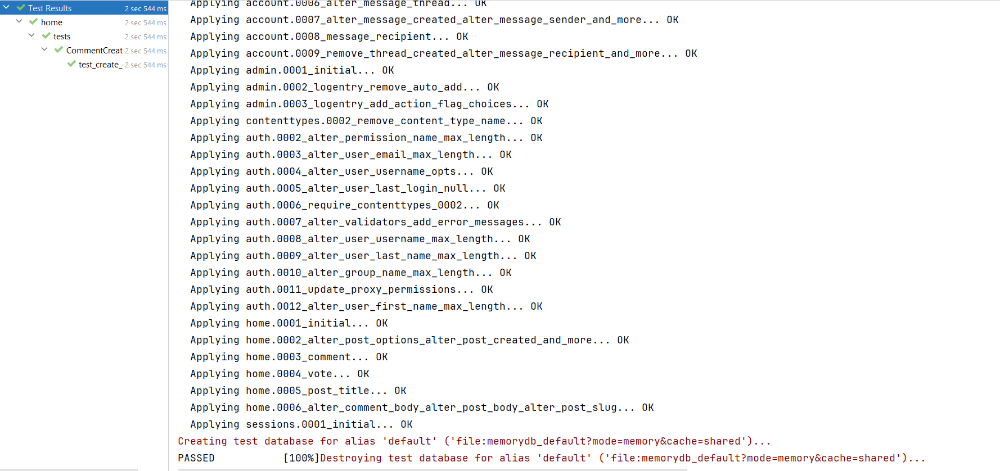 Test Results 2 sec 544 ms
home 2 sec 544 ms
tests 2 sec 544 ms
CommentCreat 2 sec 544 ms
test_create_ 2 sec 544 ms
Applying account.0006_alter_message_thread... OK
Applying account.0007_alter_message_created_alter_message_sender_and_more... OK
Applying account.0008_message_recipient... OK
Applying account.0009_remove_thread_created_alter_message_recipient_and_more... OK
Applying admin.0001_initial... OK
Applying admin.0002_logentry_remove_auto_add... OK
Applying admin.0003_logentry_add_action_flag_choices... OK
Applying contenttypes.0002_remove_content_type_name... OK
Applying auth.0002_alter_permission_name_max_length... OK
Applying auth.0003_alter_user_email_max_length... OK
Applying auth.0004_alter_user_username_opts... OK
Applying auth.0005_alter_user_last_login_null... OK
Applying auth.0006_require_contenttypes_0002... OK
Applying auth.0007_alter_validators_add_error_messages... OK
Applying auth.0008_alter_user_username_max_length... OK
Applying auth.0009_alter_user_last_name_max_length... OK
Applying auth.0010_alter_group_name_max_length... OK
Applying auth.0011_update_proxy_permissions... OK
Applying auth.0012_alter_user_first_name_max_length... OK
Applying home.0001_initial... OK
Applying home.0002_alter_post_options_alter_post_created_and_more... OK
Applying home.0003_comment... OK
Applying home.0004_vote... OK
Applying home.0005_post_title... OK
Applying home.0006_alter_comment_body_alter_post_body_alter_post_slug... OK
Applying sessions.0001_initial... OK
Creating test database for alias 'default' ('file:memorydb_default?mode=memory&cache=shared')...
PASSED [100%]Destroying test database for alias 'default' ('file:memorydb_default?mode=memory&cache=shared')...